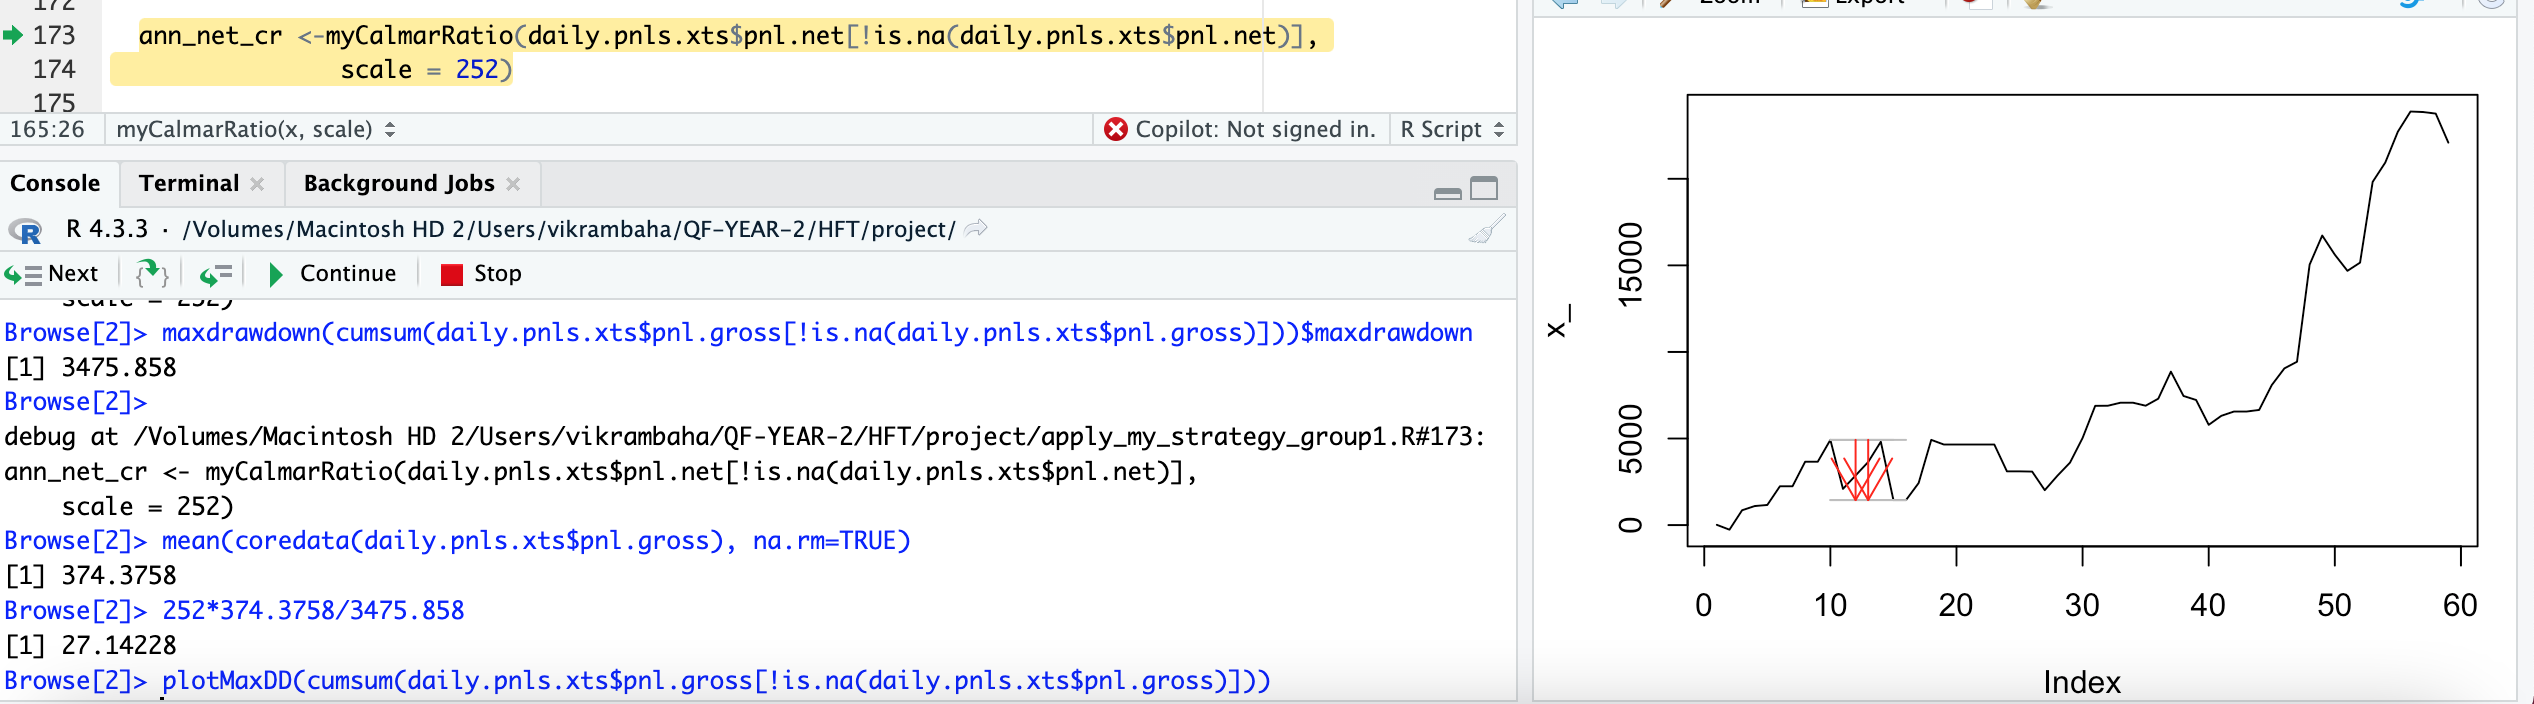 172
173 ann_net_cr <-myCalmarRatio(daily.pnls.xts$pnl.net[!is.na(daily.pnls.xts$pnl.net)],
174 scale = 252)
175
165:26 myCalmarRatio(x, scale) Copilot: Not signed in. R Script
Console Terminal Background Jobs
R 4.3.3 · /Volumes/Macintosh HD 2/Users/vikrambaha/QF-YEAR-2/HFT/project/
Next Continue Stop
scale = 252)
Browse[2]> maxdrawdown(cumsum(daily.pnls.xts$pnl.gross[!is.na(daily.pnls.xts$pnl.gross)]))$maxdrawdown
[1] 3475.858
Browse[2]>
debug at /Volumes/Macintosh HD 2/Users/vikrambaha/QF-YEAR-2/HFT/project/apply_my_strategy_group1.R#173:
ann_net_cr <- myCalmarRatio(daily.pnls.xts$pnl.net[!is.na(daily.pnls.xts$pnl.net)],
scale = 252)
Browse[2]> mean(coredata(daily.pnls.xts$pnl.gross), na.rm=TRUE)
[1] 374.3758
Browse[2]> 252*374.3758/3475.858
[1] 27.14228
Browse[2]> plotMaxDD(cumsum(daily.pnls.xts$pnl.gross[!is.na(daily.pnls.xts$pnl.gross)]))
Zoom Export
x_
15000
5000
0
0 10 20 30 40 50 60
Index